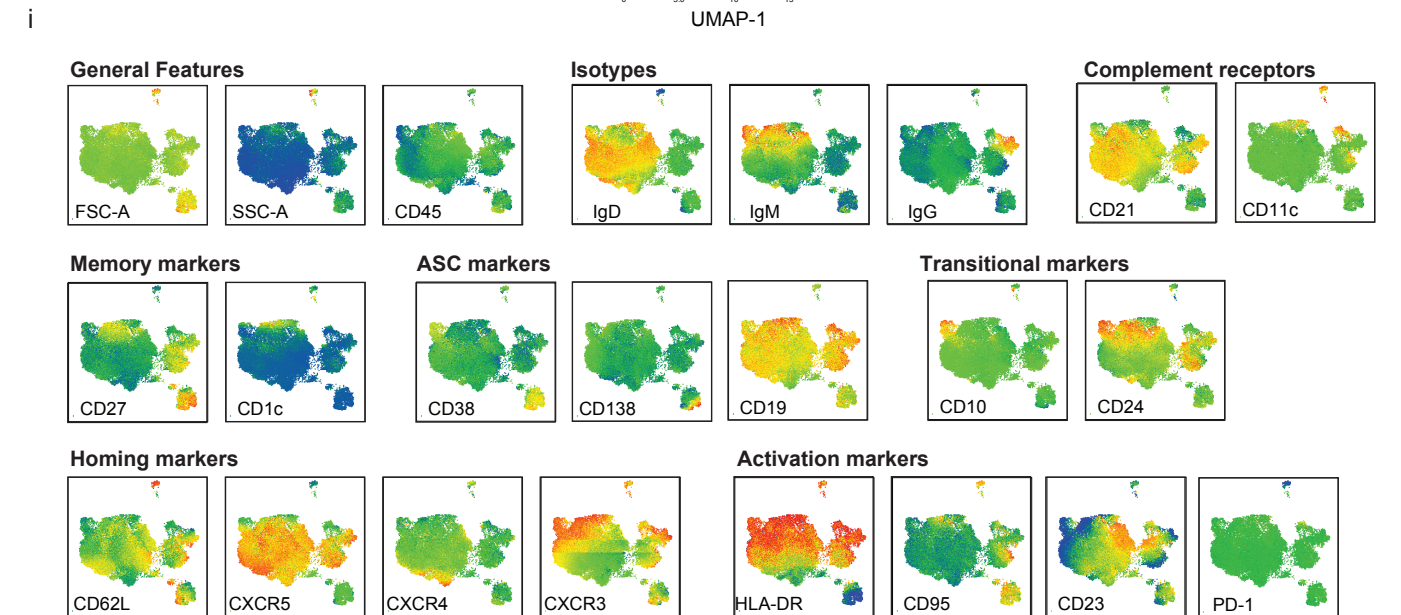 UMAP-1
i
General Features
Isotypes
Complement receptors
FSC-A
SSC-A
CD45
IgD
IgM
IgG
CD21
CD11c
Memory markers
ASC markers
Transitional markers
CD27
CD1c
CD38
CD138
CD19
CD10
CD24
Homing markers
Activation markers
CD62L
CXCR5
CXCR4
CXCR3
HLA-DR
CD95
CD23
PD-1